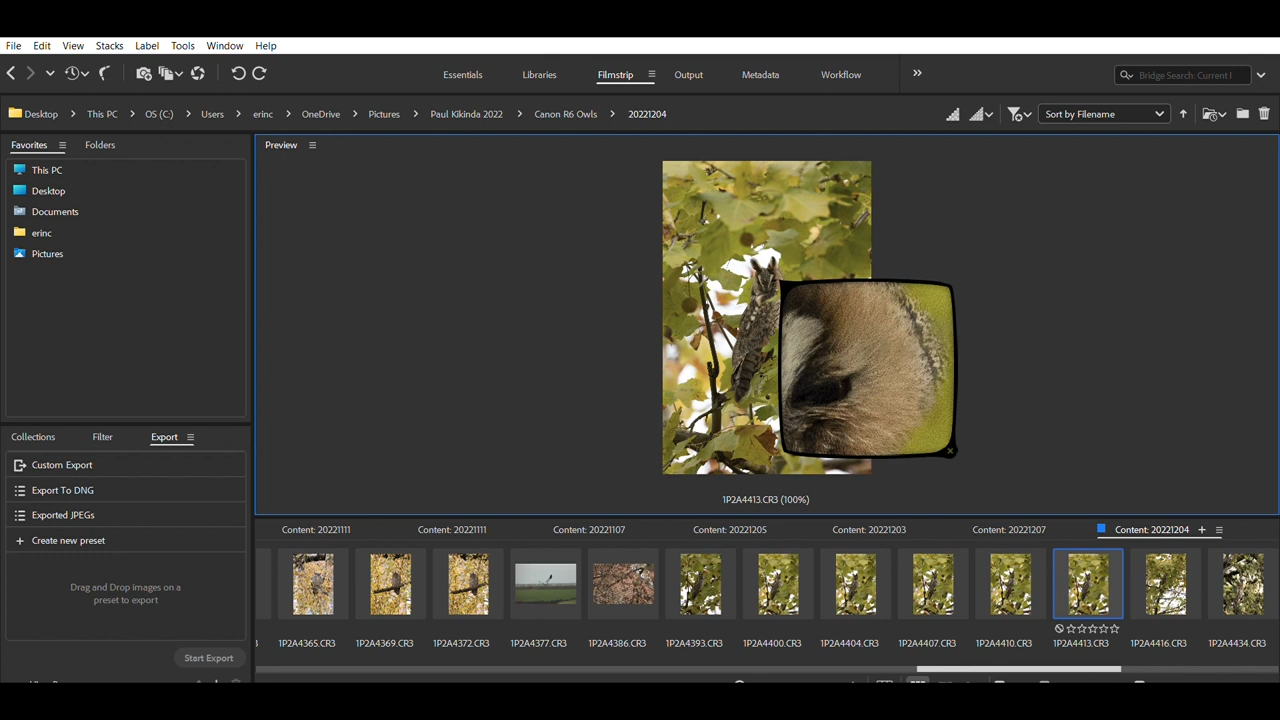 File Edit View Stacks Label Tools Window Help
Essentials Libraries Filmstrip Output Metadata Workflow Bridge Search: Current I
Desktop This PC OS (C:) Users erinc OneDrive Pictures Paul Kikinda 2022 Canon R6 Owls 20221204 Sort by Filename
Favorites Folders
Preview
This PC
Desktop
Documents
erinc
Pictures
Collections Filter Export
Custom Export
Export To DNG
Exported JPEGs
Create new preset
Drag and Drop images on a
preset to export
Start Export
1P2A4413.CR3 (100%)
Content: 20221111 Content: 20221111 Content: 20221107 Content: 20221205 Content: 20221203 Content: 20221207 Content: 20221204
3 1P2A4365.CR3 1P2A4369.CR3 1P2A4372.CR3 1P2A4377.CR3 1P2A4386.CR3 1P2A4393.CR3 1P2A4400.CR3 1P2A4404.CR3 1P2A4407.CR3 1P2A4410.CR3 1P2A4413.CR3 1P2A4416.CR3 1P2A4434.CR3